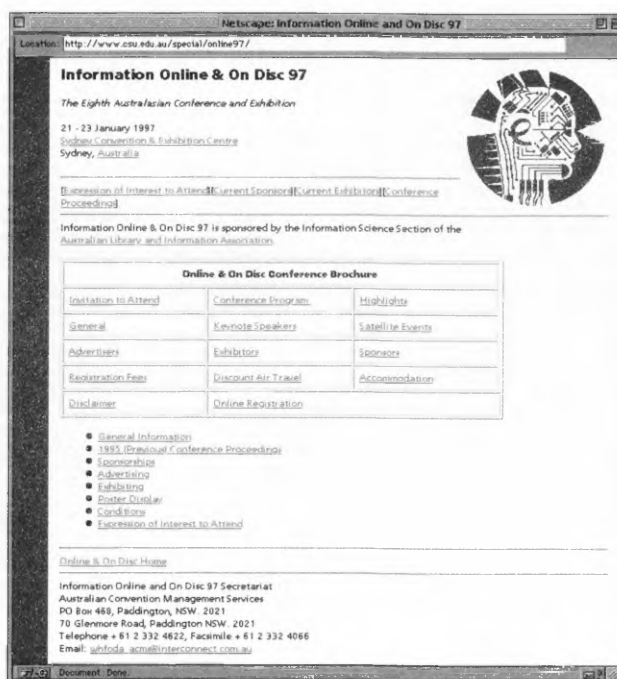 Netscape: Information Online and On Disc 97
Location: http://www.csu.edu.au/special/online97/
Information Online & On Disc 97
The Eighth Australasian Conference and Exhibition
21 - 23 January 1997
Sydney Convention & Exhibition Centre
Sydney, Australia
[Expression of Interest to Attend][Current Sponsors][Current Exhibitors][Conference
Proceedings]
Information Online & On Disc 97 is sponsored by the Information Science Section of the
Australian Library and Information Association.
Online & On Disc Conference Brochure
Invitation to Attend Conference Program Highlights
General Keynote Speakers Satellite Events
Advertisers Exhibitors Sponsors
Registration Fees Discount Air Travel Accommodation
Disclaimer Online Registration
General Information
1995 (Previous) Conference Proceedings
Sponsorships
Advertising
Exhibiting
Poster Display
Conditions
Expression of Interest to Attend
Online & On Disc Home
Information Online and On Disc 97 Secretariat
Australian Convention Management Services
PO Box 468, Paddington, NSW. 2021
70 Glenmore Road, Paddington NSW. 2021
Telephone + 61 2 332 4622, Facsimile + 61 2 332 4066
Email: whfoda_acms@interconnect.com.au
Document: Done.